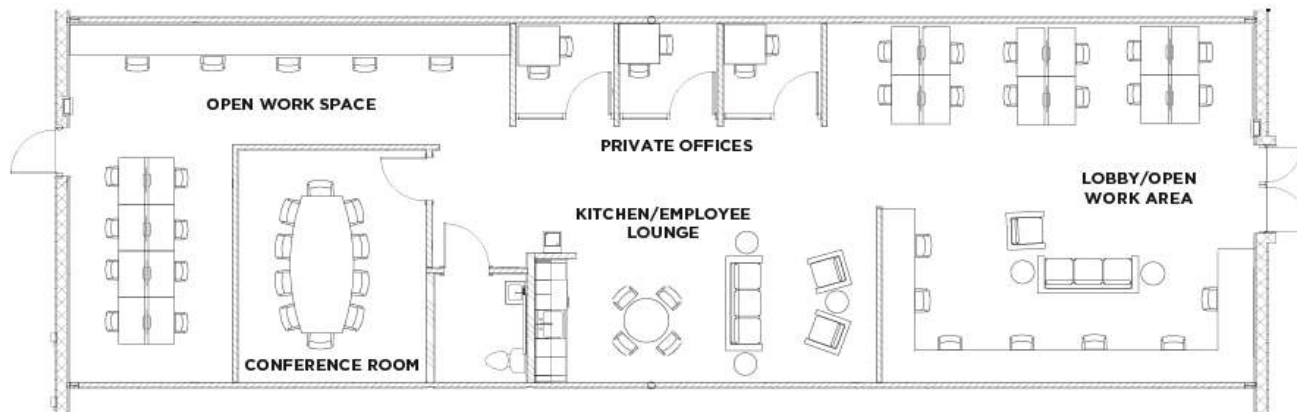 OPEN WORK SPACE
PRIVATE OFFICES
LOBBY/OPEN
WORK AREA
KITCHEN/EMPLOYEE
LOUNGE
CONFERENCE ROOM